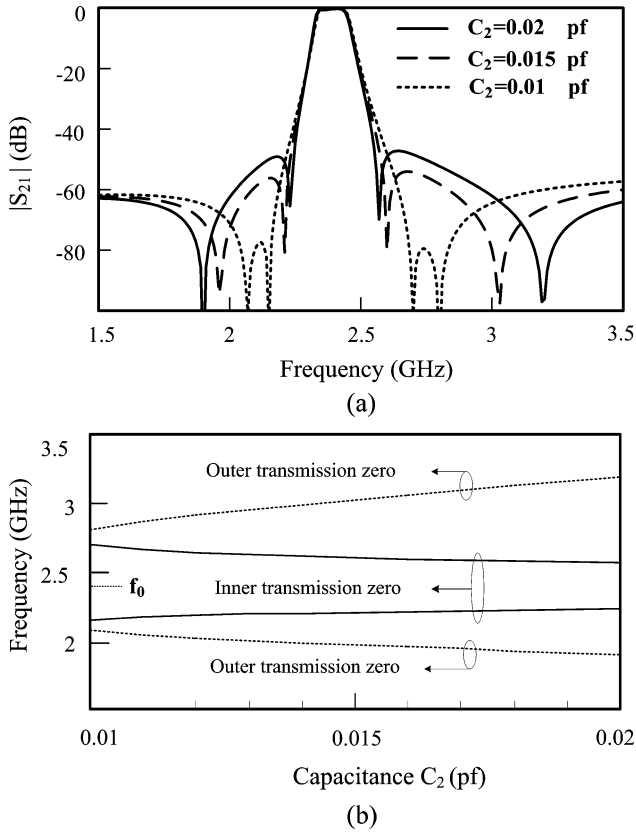 0
-20
-40
-60
-80
|S21| (dB)
C2=0.02 pf
C2=0.015 pf
C2=0.01 pf
1.5 2 2.5 3 3.5
Frequency (GHz)
(a)
3.5
3
2.5
2
Frequency (GHz)
Outer transmission zero
f0
Inner transmission zero
Outer transmission zero
0.01 0.015 0.02
Capacitance C2 (pf)
(b)